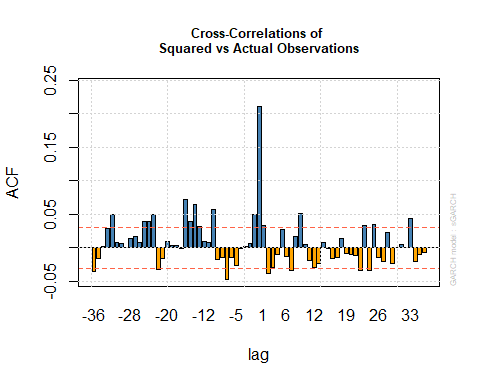 Cross-Correlations of
Squared vs Actual Observations
ACF
0.25
0.15
0.05
-0.05
-36 -28 -20 -12 -5 1 6 12 19 26 33
lag
GARCH model : sGARCH